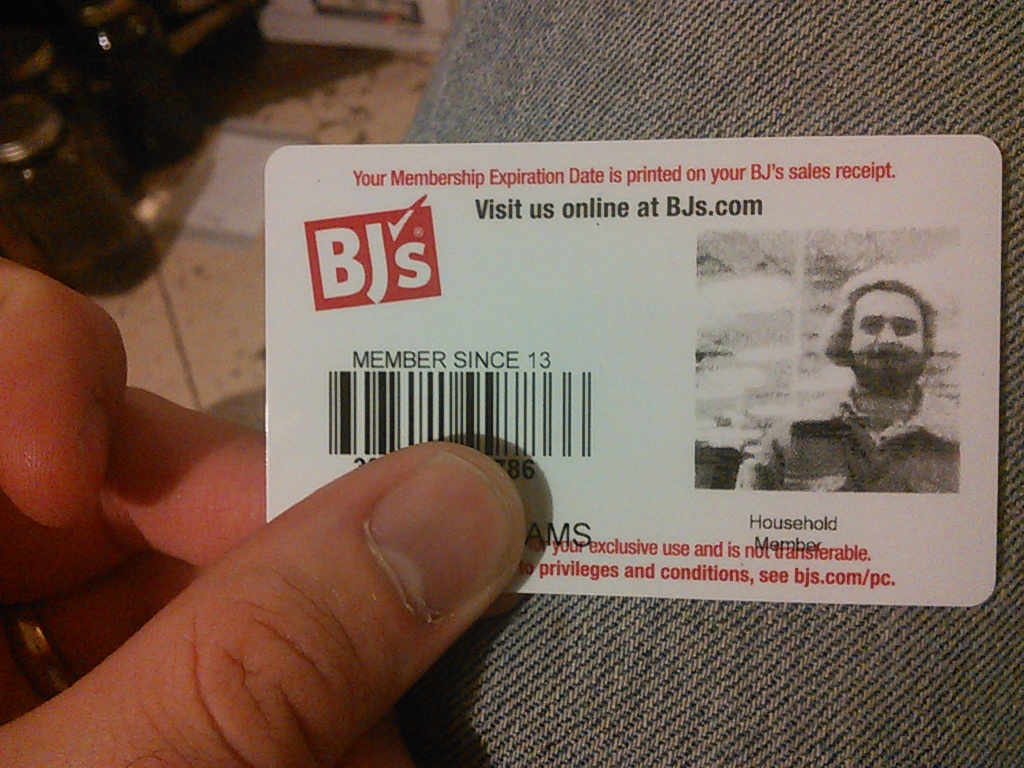 Your Membership Expiration Date is printed on your BJ's sales receipt.
Visit us online at BJs.com
BJ's®
MEMBER SINCE 13
786
AMS
Household
Member
your exclusive use and is not transferable.
to privileges and conditions, see bjs.com/pc.